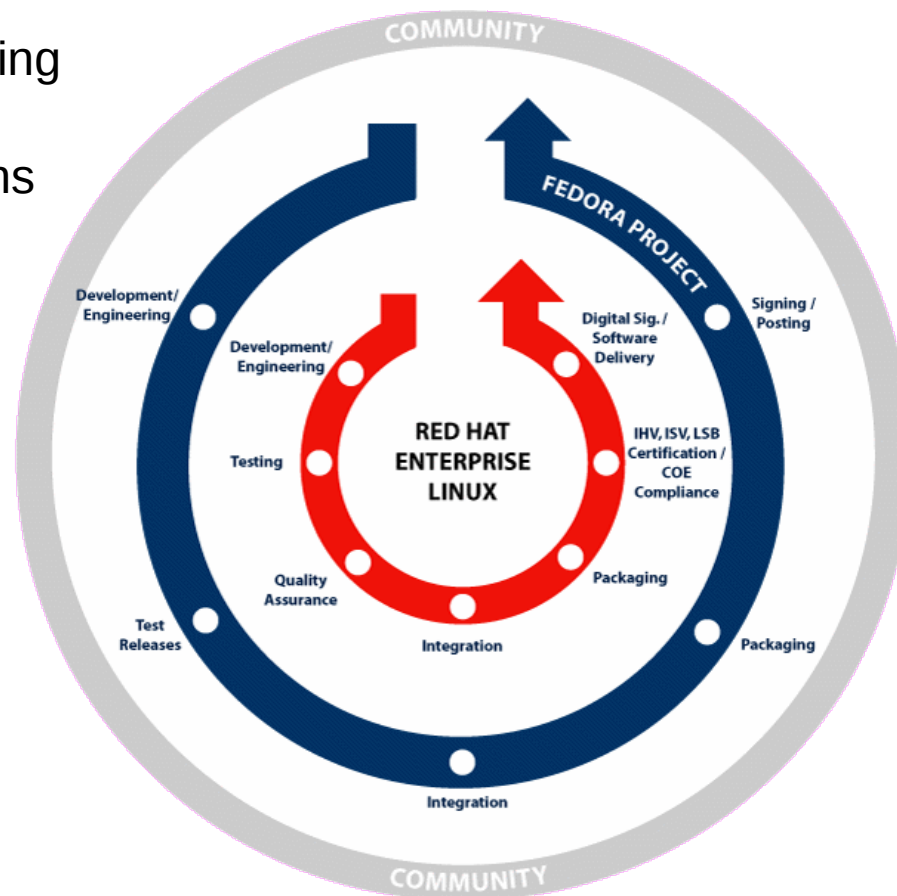 COMMUNITY
ing
ns
FEDORA PROJECT
Development/
Engineering
Signing /
Posting
Digital Sig. /
Software
Delivery
Development/
Engineering
RED HAT
ENTERPRISE
LINUX
Testing
IHV, ISV, LSB
Certification /
COE
Compliance
Quality
Assurance
Packaging
Test
Releases
Integration
Packaging
Integration
COMMUNITY